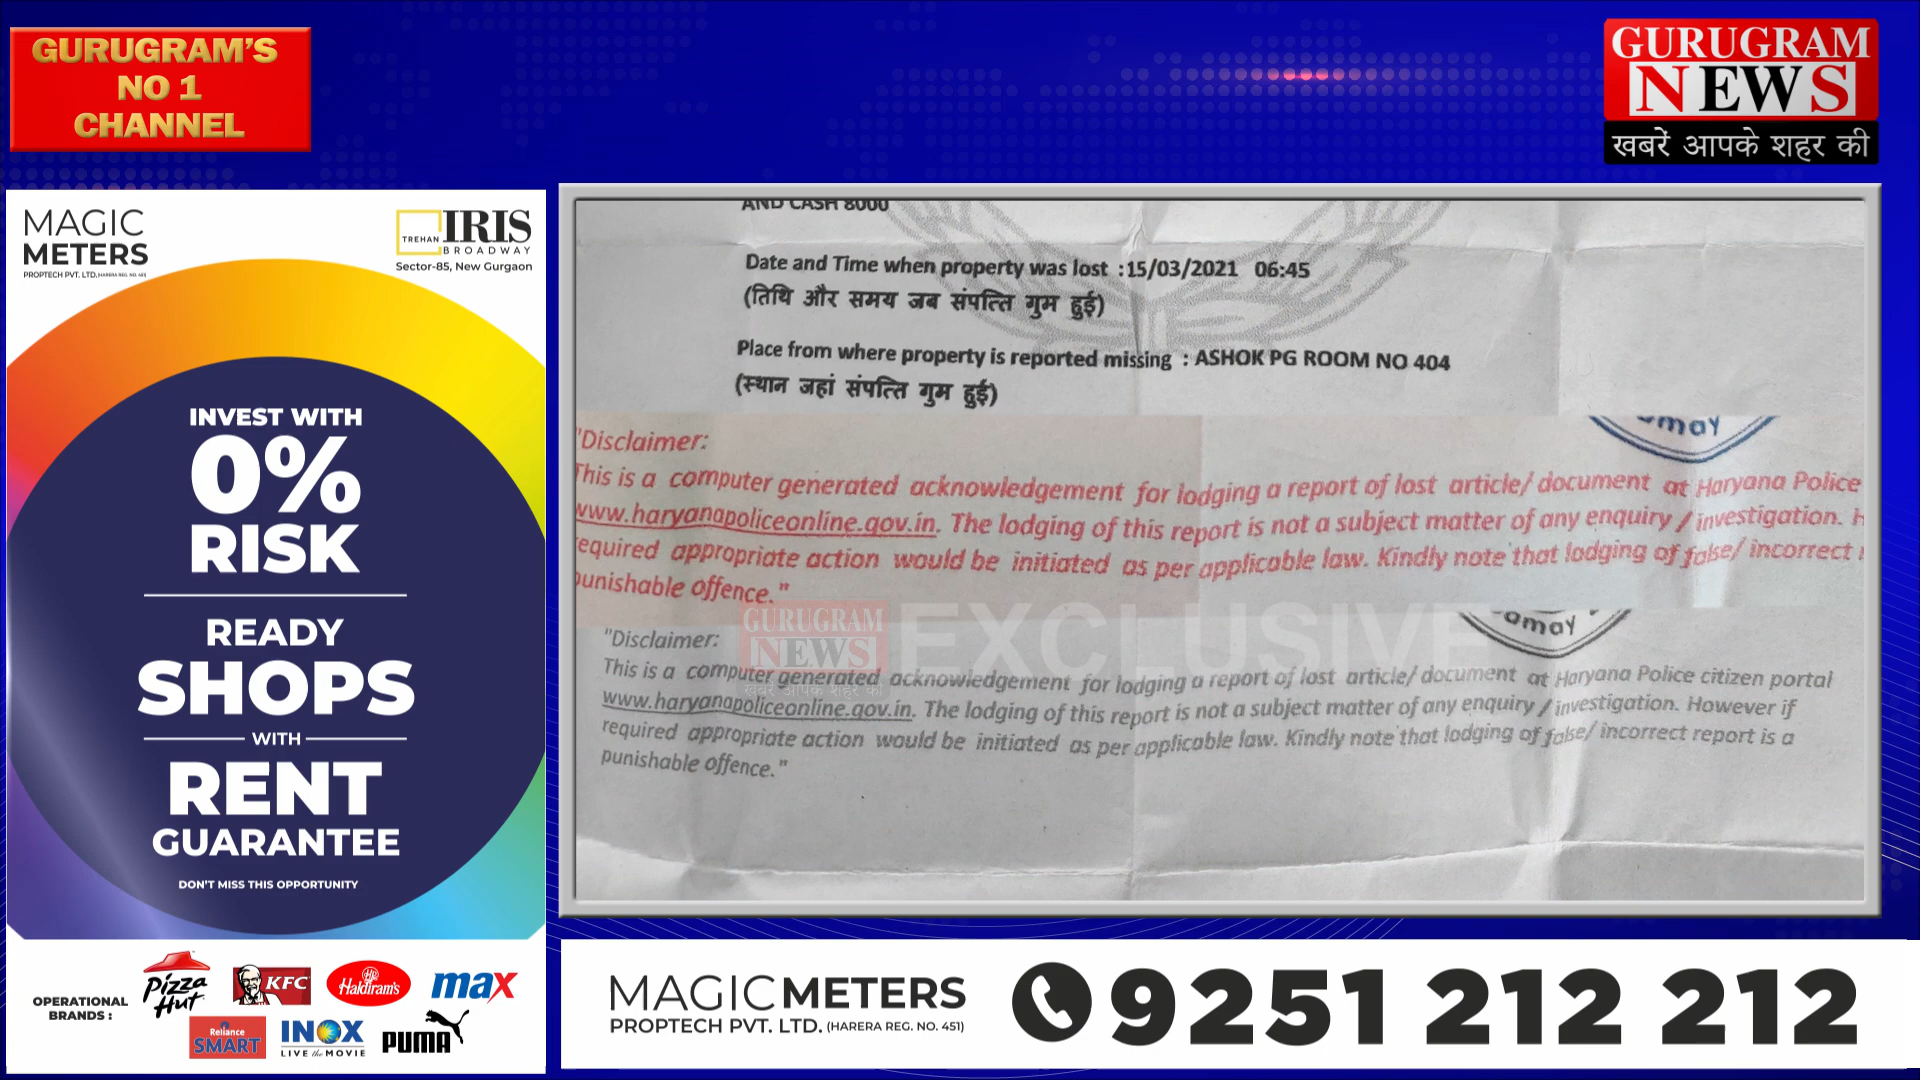 GURUGRAM'S
NO 1
CHANNEL
GURUGRAM
NEWS
खबरें आपके शहर की
MAGIC
METERS
PROPTECH PVT. LTD. (HARERA REG. NO. 451)
TREHAN IRIS
BROADWAY
Sector-85, New Gurgaon
INVEST WITH
0%
RISK
READY
SHOPS
WITH
RENT
GUARANTEE
DON'T MISS THIS OPPORTUNITY
OPERATIONAL
BRANDS :
Pizza
Hut
KFC
Haldiram's
max
Reliance
SMART
INOX
LIVE the MOVIE
PUMA
AND CASH 8000
Date and Time when property was lost :15/03/2021 06:45
(तिथि और समय जब संपत्ति गुम हुई)
Place from where property is reported missing : ASHOK PG ROOM NO 404
(स्थान जहां संपत्ति गुम हुई)
"Disclaimer:
This is a computer generated acknowledgement for lodging a report of lost article/ document at Haryana Police
www.haryanapoliceonline.gov.in. The lodging of this report is not a subject matter of any enquiry / investigation. H
equired appropriate action would be initiated as per applicable law. Kindly note that lodging of false/ incorrect
punishable offence."
GURUGRAM
NEWS
खबरें आपके शहर की
EXCLUSIVE
"Disclaimer:
This is a computer generated acknowledgement for lodging a report of lost article/ document at Haryana Police citizen portal
www.haryanapoliceonline.gov.in. The lodging of this report is not a subject matter of any enquiry / investigation. However if
required appropriate action would be initiated as per applicable law. Kindly note that lodging of false/ incorrect report is a
punishable offence."
MAGIC METERS
PROPTECH PVT. LTD. (HARERA REG. NO. 451)
9251 212 212